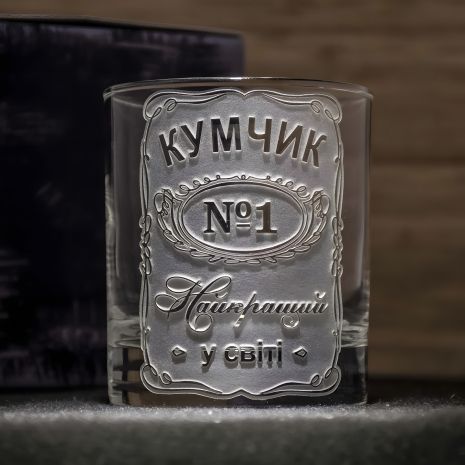 КУМЧИК
№1
Найкращий
у світі